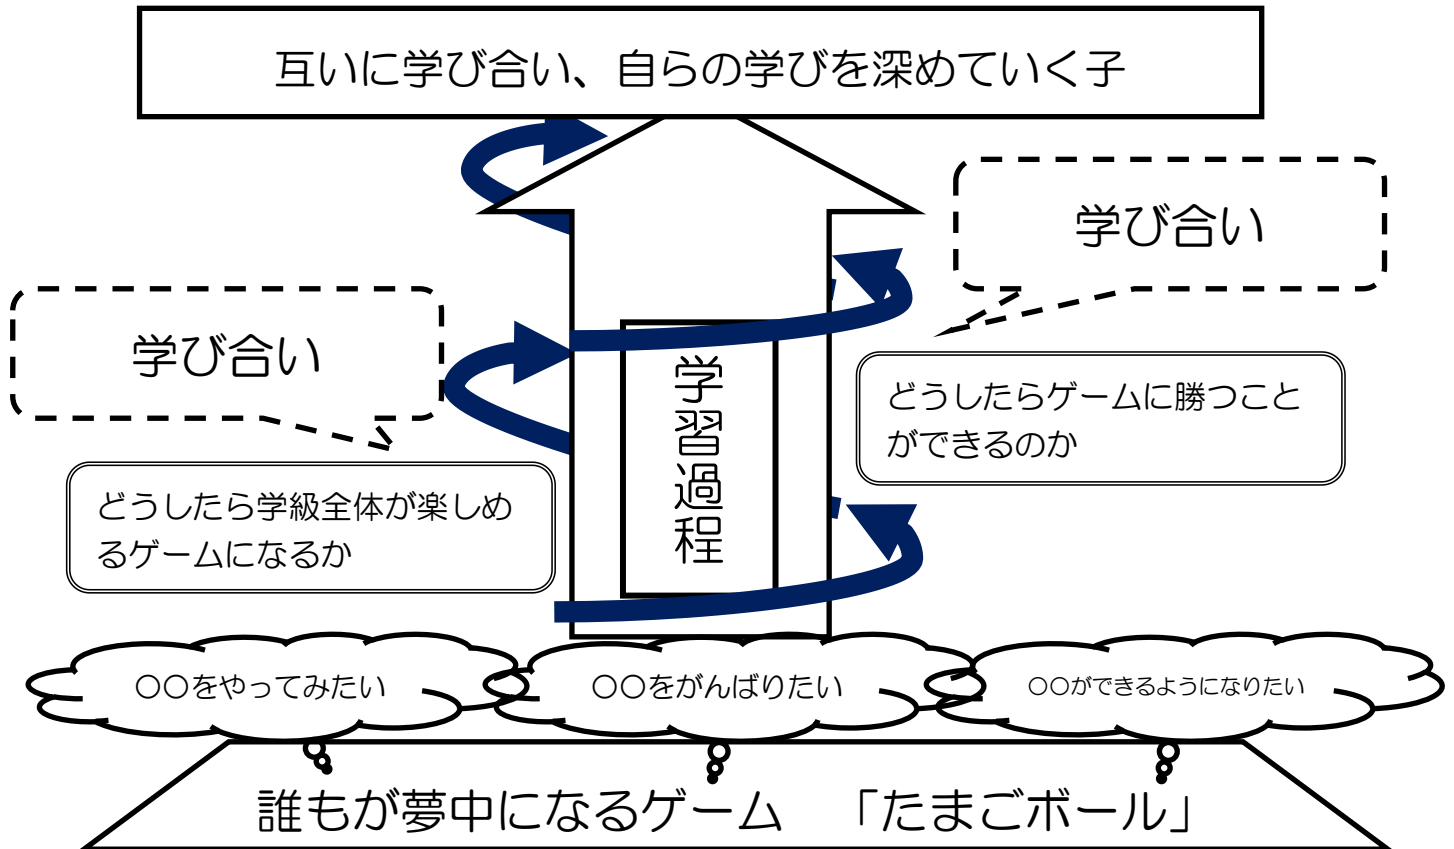 互いに学び合い、自らの学びを深めていく子
学び合い
学び合い
どうしたらゲームに勝つこと
ができるのか
学習過程
どうしたら学級全体が楽しめ
るゲームになるか
〇〇をやってみたい
〇〇をがんばりたい
〇〇ができるようになりたい
誰もが夢中になるゲーム　「たまごボール」